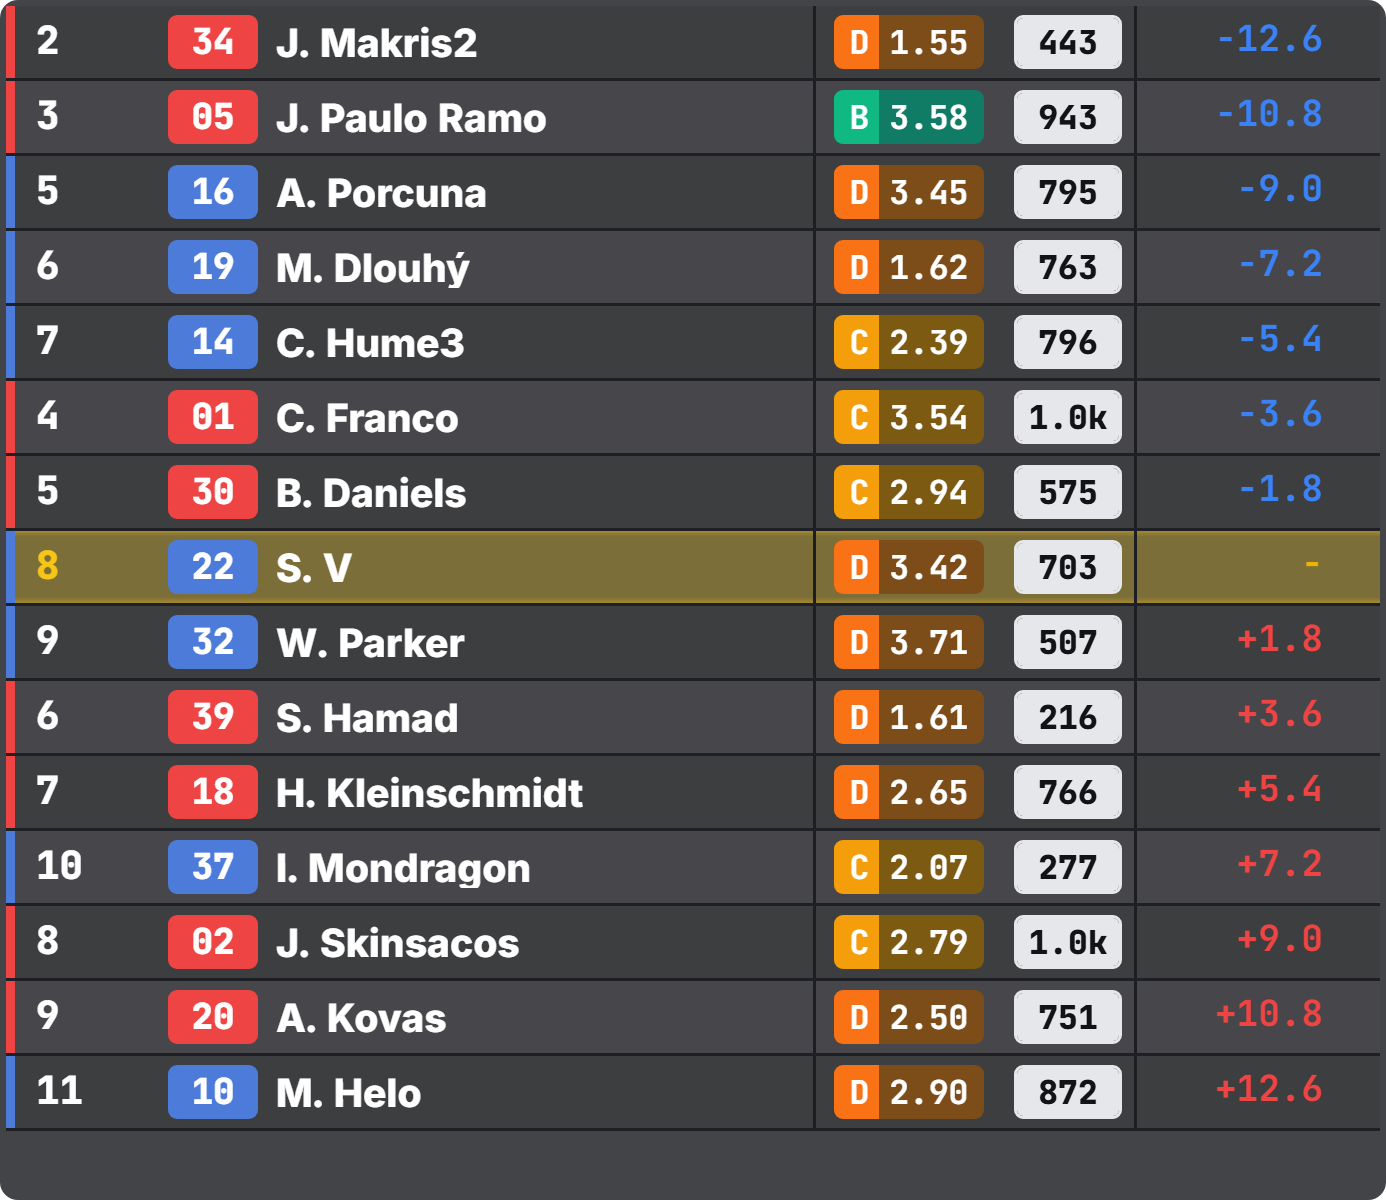 2 34 J. Makris2 D 1.55 443 -12.6
3 05 J. Paulo Ramo B 3.58 943 -10.8
5 16 A. Porcuna D 3.45 795 -9.0
6 19 M. Dlouhý D 1.62 763 -7.2
7 14 C. Hume3 C 2.39 796 -5.4
4 01 C. Franco C 3.54 1.0k -3.6
5 30 B. Daniels C 2.94 575 -1.8
8 22 S. V D 3.42 703 -
9 32 W. Parker D 3.71 507 +1.8
6 39 S. Hamad D 1.61 216 +3.6
7 18 H. Kleinschmidt D 2.65 766 +5.4
10 37 I. Mondragon C 2.07 277 +7.2
8 02 J. Skinsacos C 2.79 1.0k +9.0
9 20 A. Kovas D 2.50 751 +10.8
11 10 M. Helo D 2.90 872 +12.6